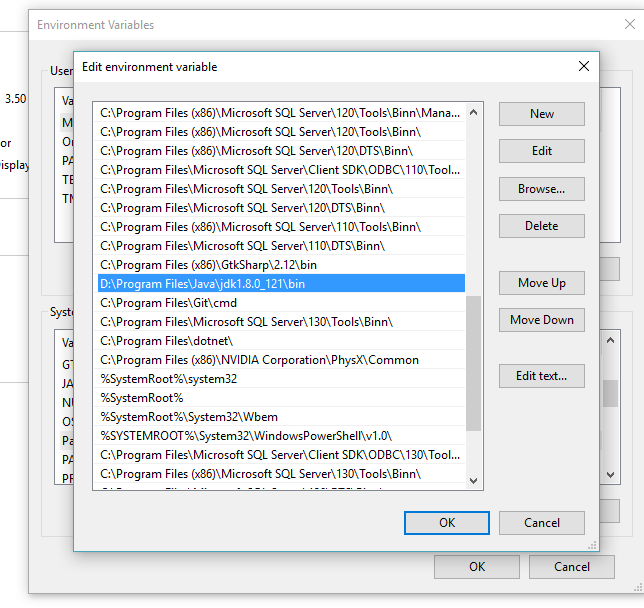 Environment Variables
Edit environment variable
User
3.50
or
Display
Va
M
On
PA
TE
TM
C:\Program Files (x86)\Microsoft SQL Server\120\Tools\Binn\Mana...
C:\Program Files (x86)\Microsoft SQL Server\120\Tools\Binn\
C:\Program Files (x86)\Microsoft SQL Server\120\DTS\Binn\
C:\Program Files\Microsoft SQL Server\Client SDK\ODBC\110\Tool...
C:\Program Files\Microsoft SQL Server\120\Tools\Binn\
C:\Program Files\Microsoft SQL Server\120\DTS\Binn\
C:\Program Files (x86)\Microsoft SQL Server\110\Tools\Binn\
C:\Program Files\Microsoft SQL Server\110\DTS\Binn\
C:\Program Files (x86)\GtkSharp\2.12\bin
D:\Program Files\Java\jdk1.8.0_121\bin
C:\Program Files\Git\cmd
C:\Program Files\Microsoft SQL Server\130\Tools\Binn\
C:\Program Files\dotnet\
C:\Program Files (x86)\NVIDIA Corporation\PhysX\Common
%SystemRoot%\system32
%SystemRoot%
%SystemRoot%\System32\Wbem
%SYSTEMROOT%\System32\WindowsPowerShell\v1.0\
C:\Program Files\Microsoft SQL Server\Client SDK\ODBC\130\Tool...
C:\Program Files (x86)\Microsoft SQL Server\130\Tools\Binn\
New
Edit
Browse...
Delete
Move Up
Move Down
Edit text...
Syste
Va
GT
JA
NU
OS
Pa
PA
PR
OK
Cancel
OK
Cancel